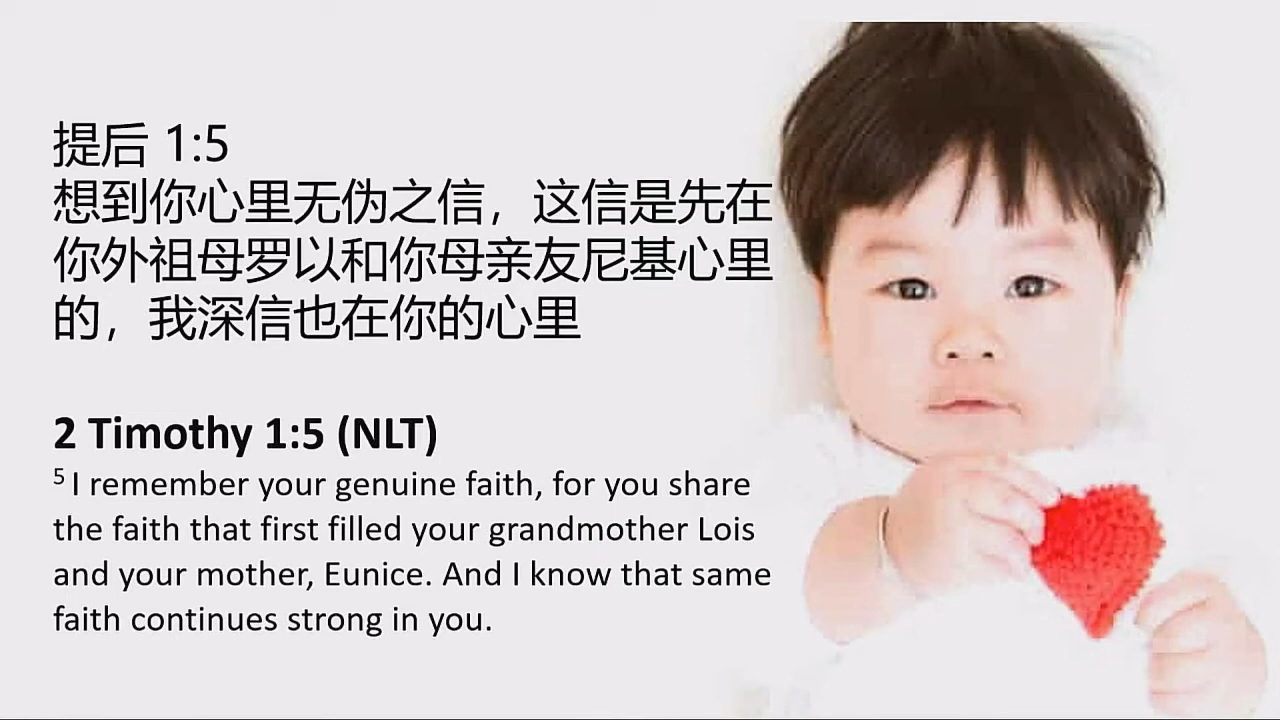 提后 1:5
想到你心里无伪之信，这信是先在
你外祖母罗以和你母亲友尼基心里
的，我深信也在你的心里
2 Timothy 1:5 (NLT)
5 I remember your genuine faith, for you share
the faith that first filled your grandmother Lois
and your mother, Eunice. And I know that same
faith continues strong in you.